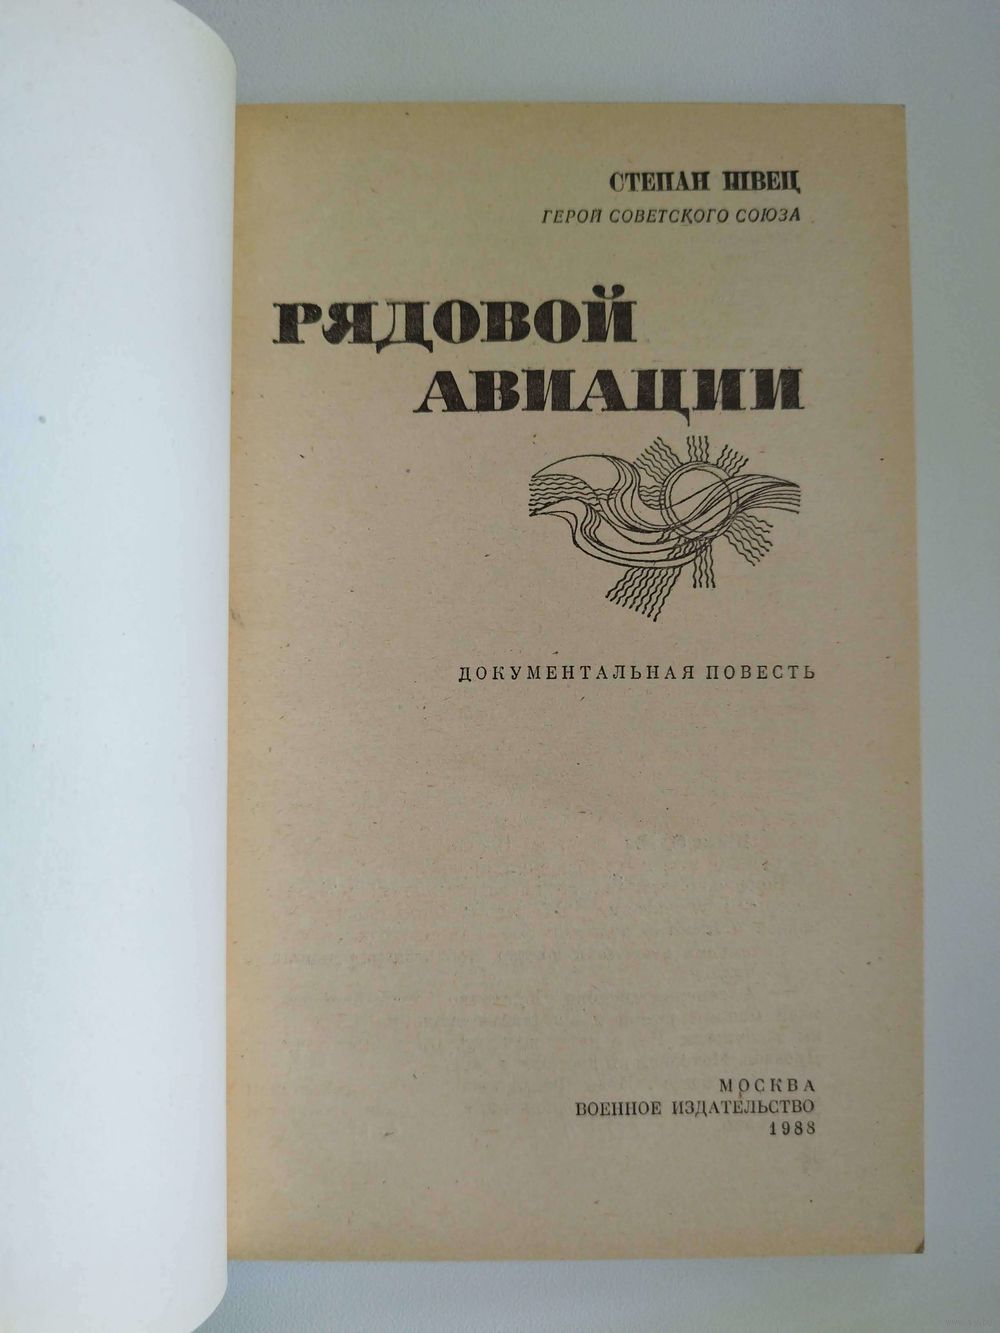 СТЕПАН ШВЕЦ
ГЕРОЙ СОВЕТСКОГО СОЮЗА
РЯДОВОЙ
АВИАЦИИ
ДОКУМЕНТАЛЬНАЯ ПОВЕСТЬ
МОСКВА
ВОЕННОЕ ИЗДАТЕЛЬСТВО
1988